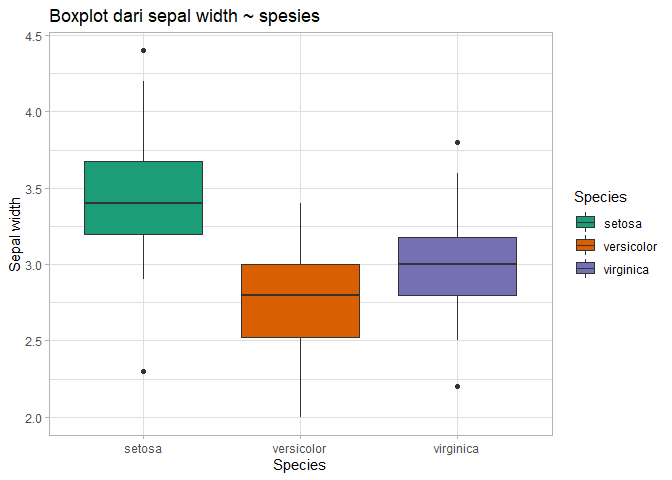 Boxplot dari sepal width ~ spesies
4.5
4.0
3.5
3.0
2.5
2.0
Sepal width
setosa versicolor virginica
Species
Species
setosa
versicolor
virginica